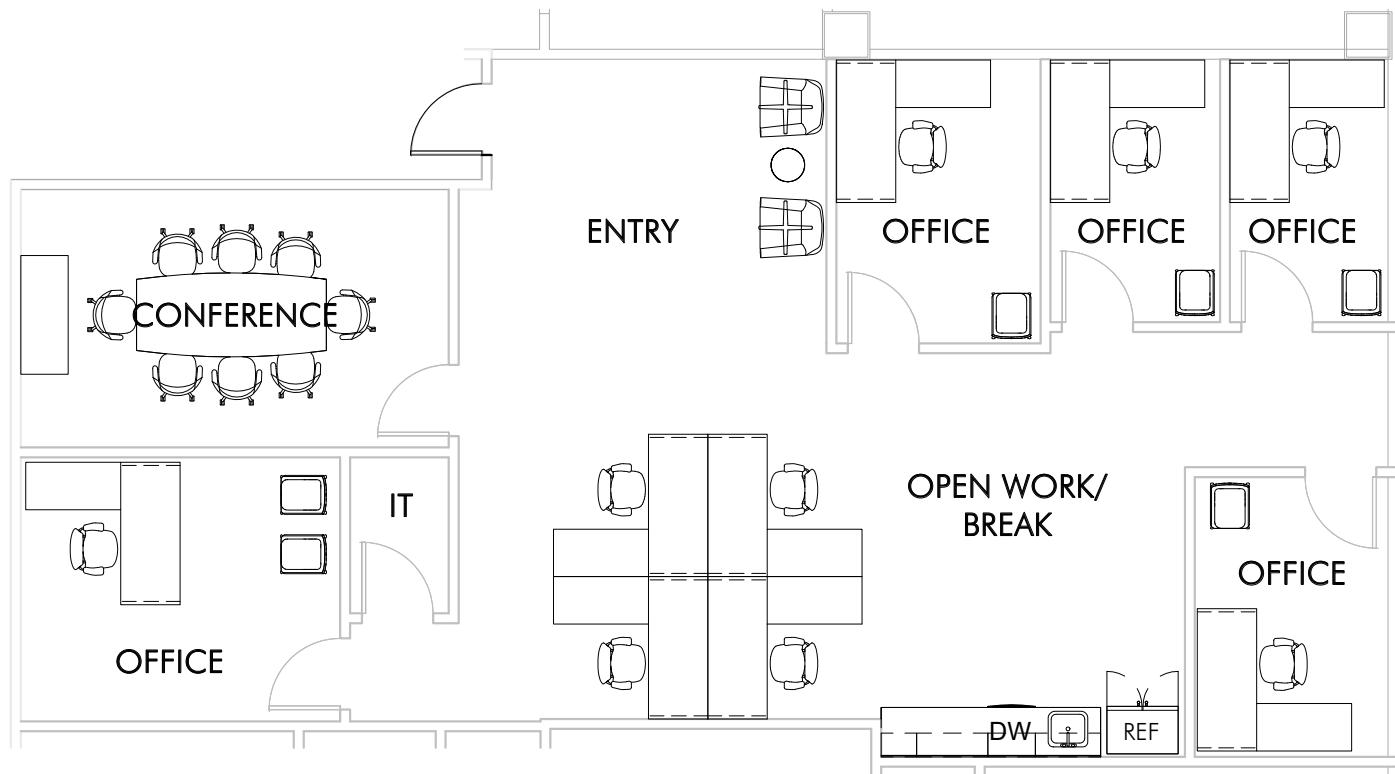 ENTRY
OFFICE
OFFICE
OFFICE
CONFERENCE
IT
OPEN WORK/
BREAK
OFFICE
OFFICE
DW
REF